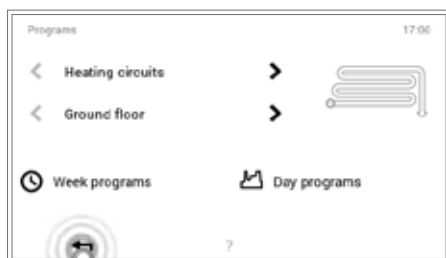 Programs 17:00
Heating circuits
Ground floor
Week programs Day programs
?